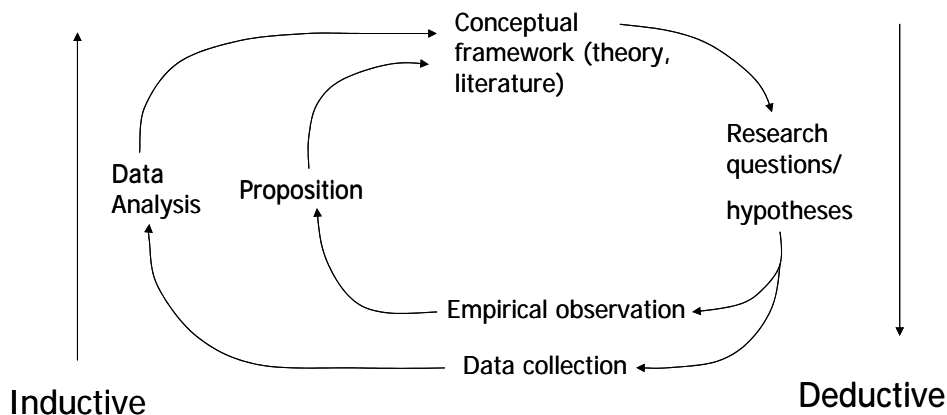 Conceptual
framework (theory,
literature)
Research
questions/
hypotheses
Data
Analysis
Proposition
Empirical observation
Data collection
Inductive
Deductive